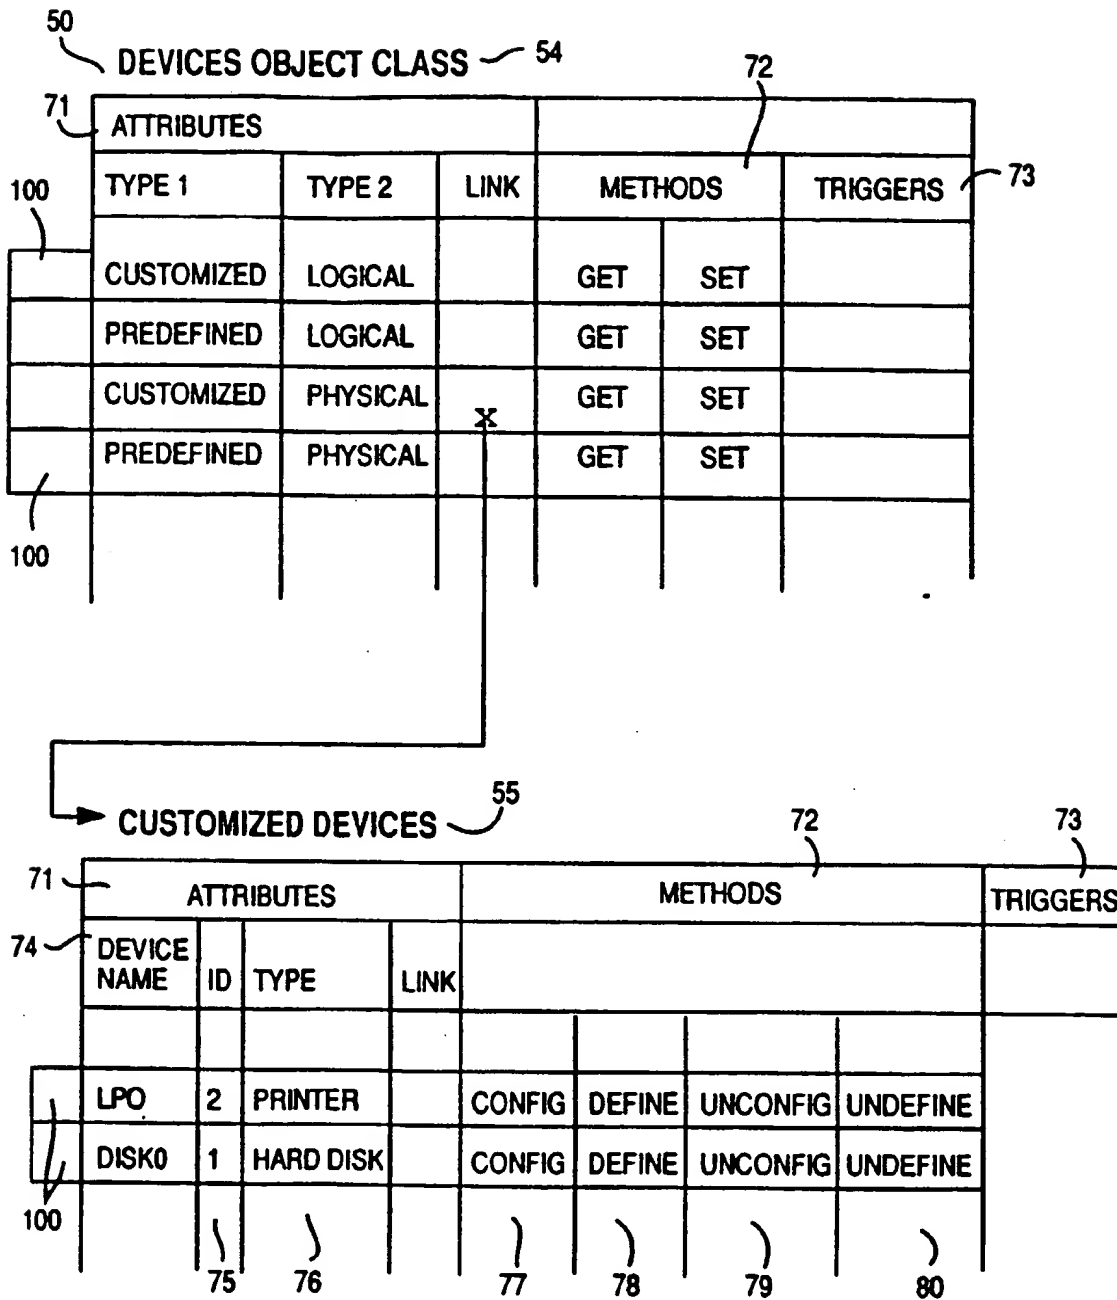 50
DEVICES OBJECT CLASS 54
72
71 ATTRIBUTES
TYPE 1 TYPE 2 LINK METHODS TRIGGERS 73
100
CUSTOMIZED LOGICAL GET SET
PREDEFINED LOGICAL GET SET
CUSTOMIZED PHYSICAL X GET SET
PREDEFINED PHYSICAL GET SET
100
CUSTOMIZED DEVICES 55
72 73
71 ATTRIBUTES METHODS TRIGGERS
74 DEVICE NAME ID TYPE LINK
LPO 2 PRINTER CONFIG DEFINE UNCONFIG UNDEFINE
DISK0 1 HARD DISK CONFIG DEFINE UNCONFIG UNDEFINE
100
75 76 77 78 79 80